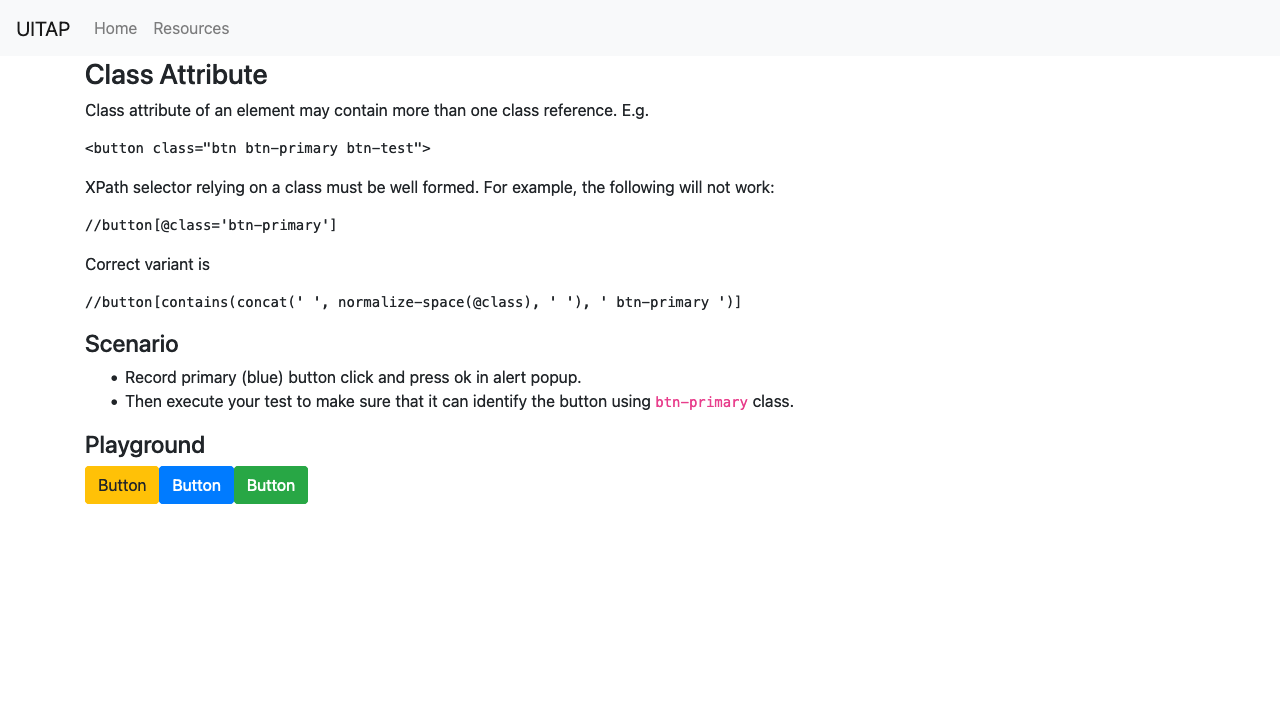 UITAP Home Resources
Class Attribute
Class attribute of an element may contain more than one class reference. E.g.
<button class="btn btn-primary btn-test">
XPath selector relying on a class must be well formed. For example, the following will not work:
//button[@class='btn-primary']
Correct variant is
//button[contains(concat(' ', normalize-space(@class), ' '), ' btn-primary ')]
Scenario
• Record primary (blue) button click and press ok in alert popup.
• Then execute your test to make sure that it can identify the button using btn-primary class.
Playground
Button Button Button